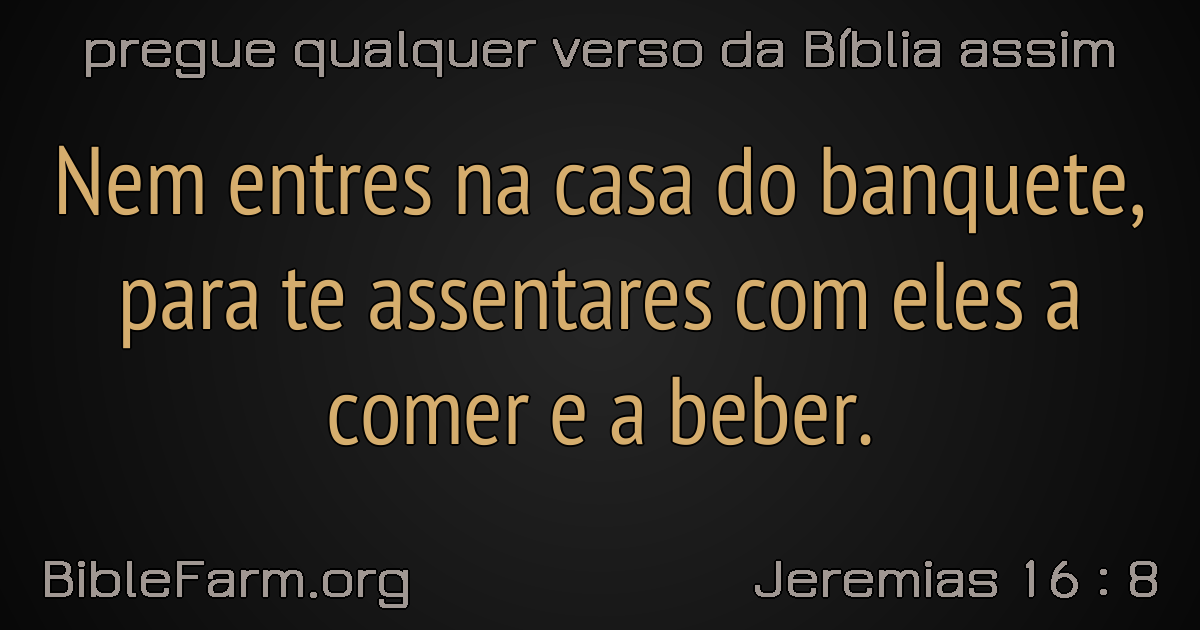 pregue qualquer verso da Bíblia assim
Nem entres na casa do banquete,
para te assentares com eles a
comer e a beber.
BibleFarm.org
Jeremias 16 : 8